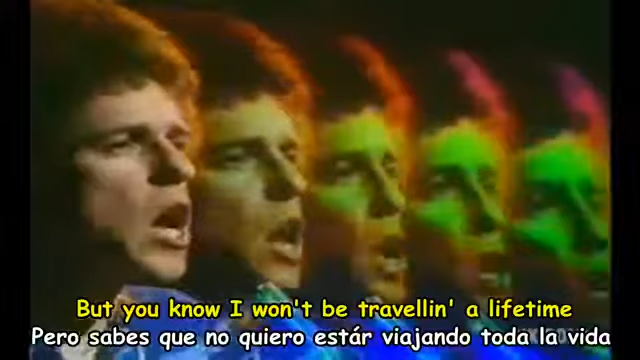 But you know I won't be travellin' a lifetime
Pero sabes que no quiero estár viajando toda la vida